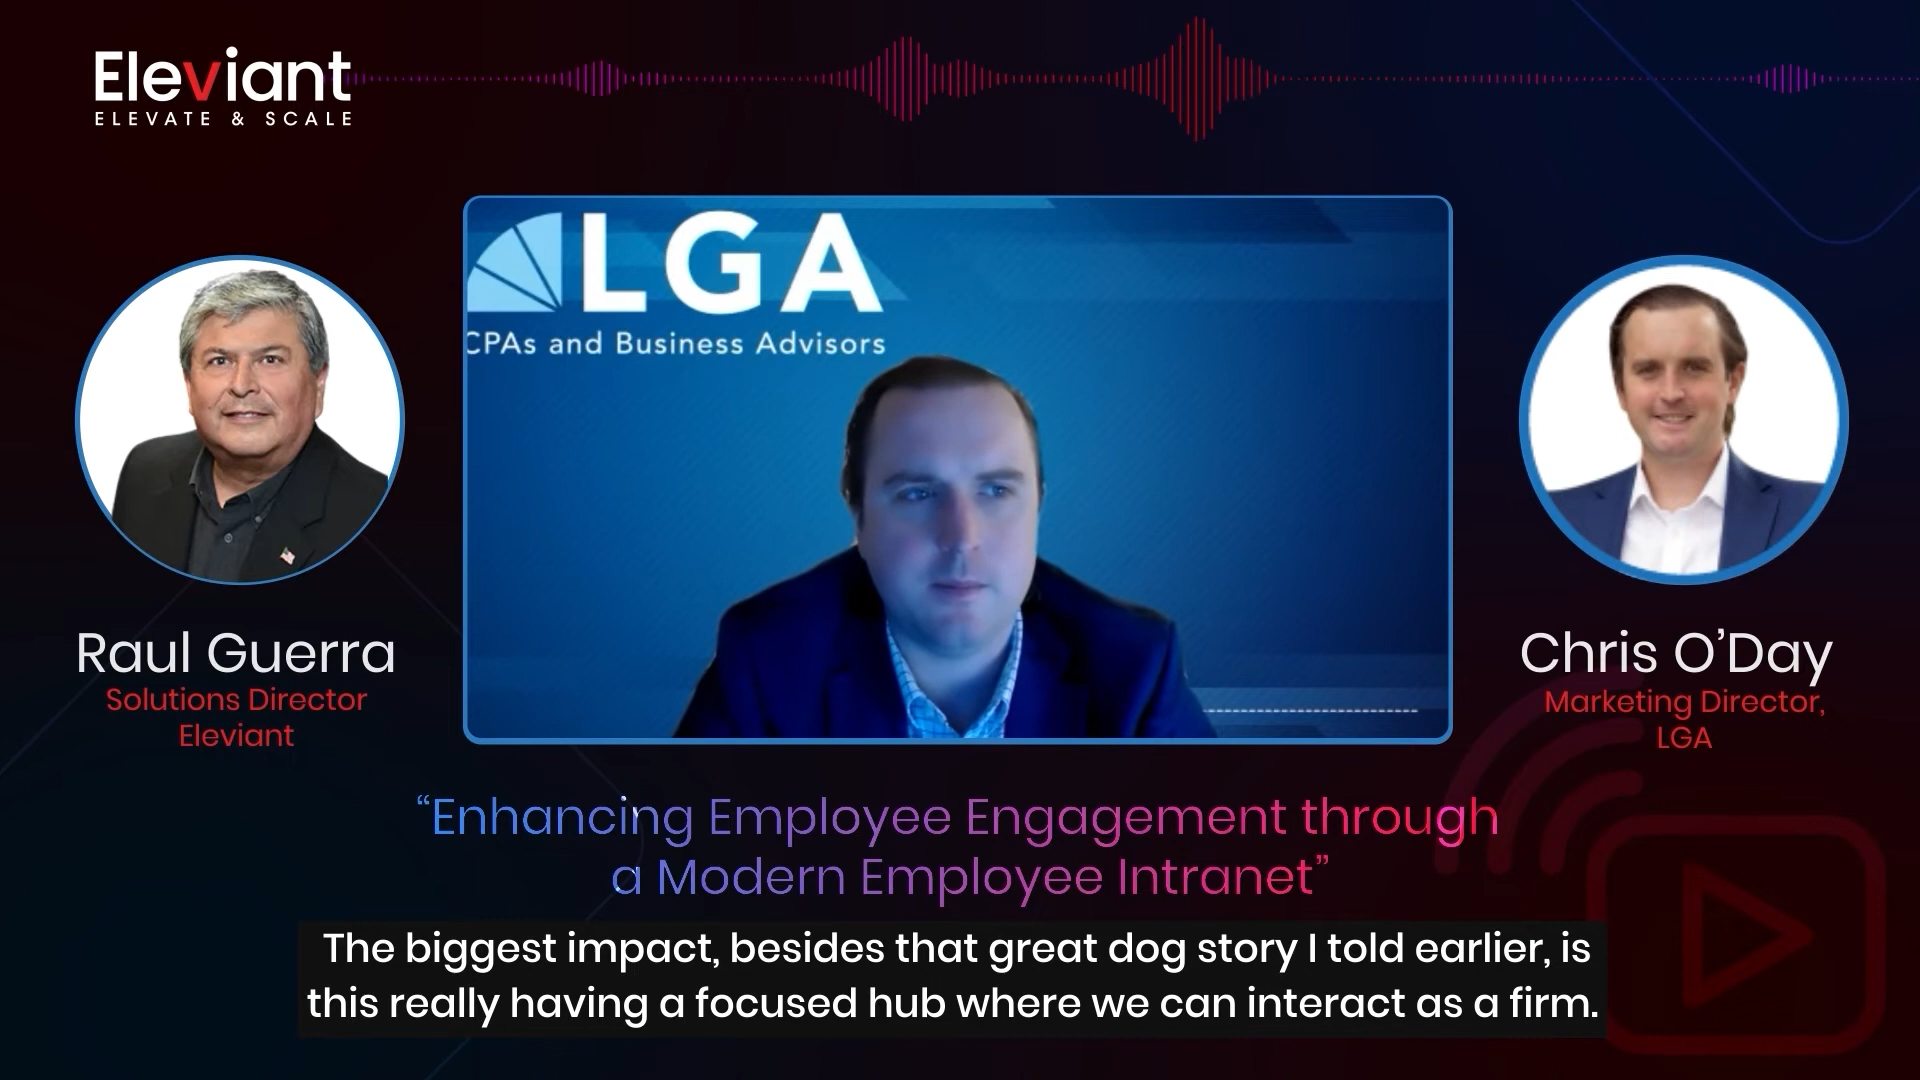 Eleviant
ELEVATE & SCALE
LGA
CPAs and Business Advisors
Raul Guerra
Solutions Director
Eleviant
Chris O’Day
Marketing Director,
LGA
“Enhancing Employee Engagement through
a Modern Employee Intranet”
The biggest impact, besides that great dog story I told earlier, is
this really having a focused hub where we can interact as a firm.